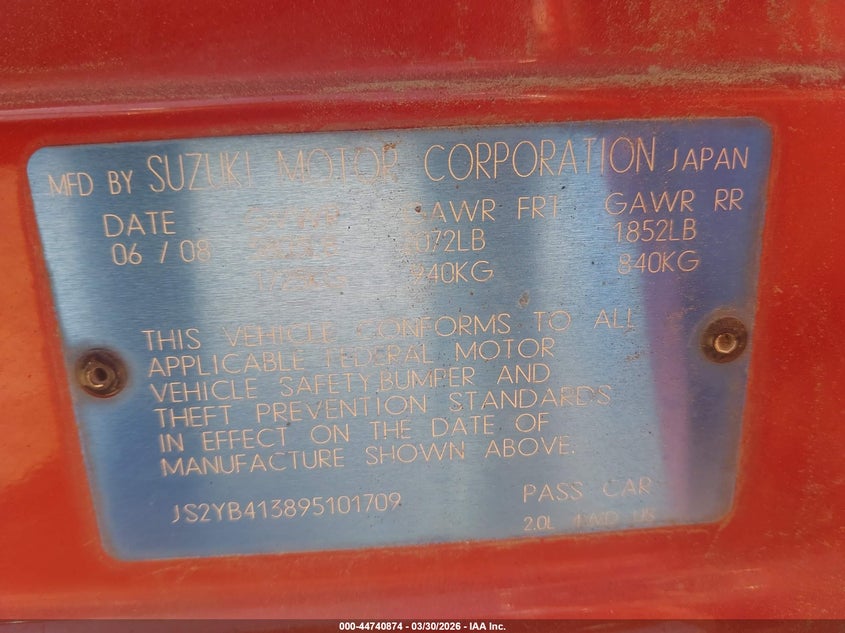 MFD BY SUZUKI MOTOR CORPORATION JAPAN
DATE GAWR FRT GAWR RR
06 / 08 2072LB 1852LB
940KG 840KG
THIS VEHICLE CONFORMS TO ALL
APPLICABLE FEDERAL MOTOR
VEHICLE SAFETY,BUMPER AND
THEFT PREVENTION STANDARDS
IN EFFECT ON THE DATE OF
MANUFACTURE SHOWN ABOVE.
JS2YB413895101709 PASS CAR
2.0L US
000-44740874 - 03/30/2026 - IAA Inc.